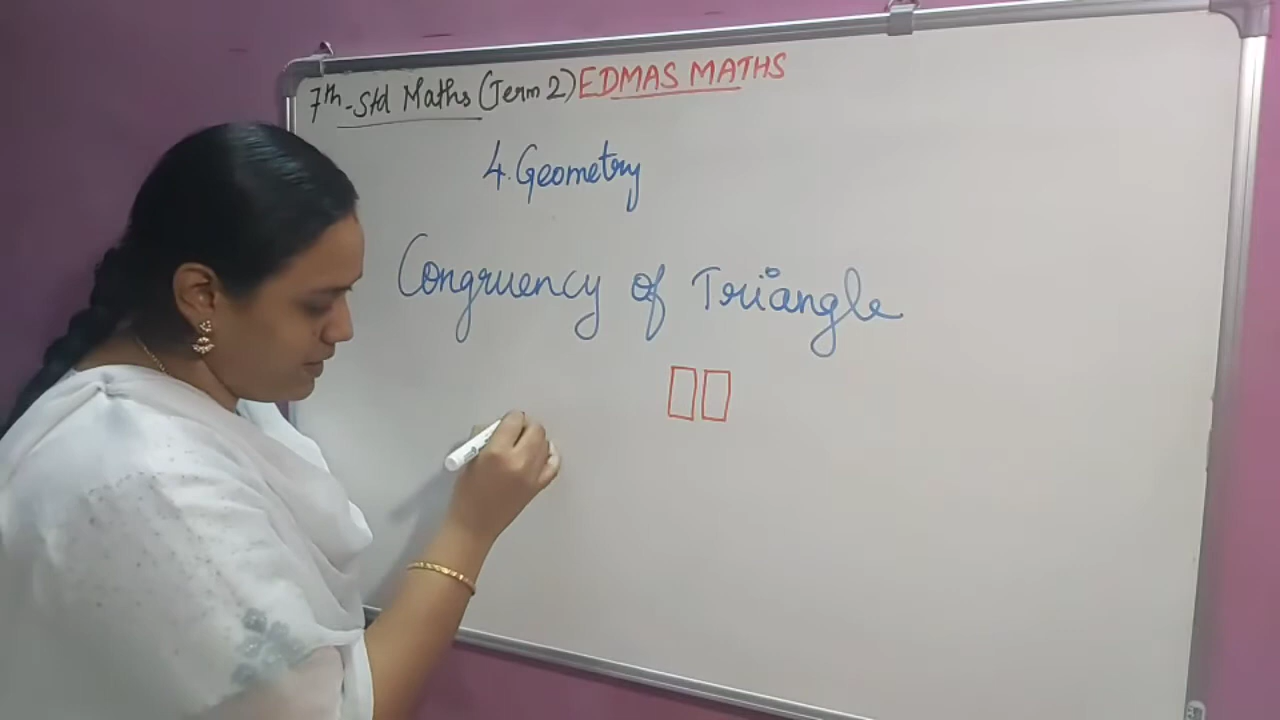 7th-Std Maths (Term 2) EDMAS MATHS
4. Geometry
Congruency of Triangle